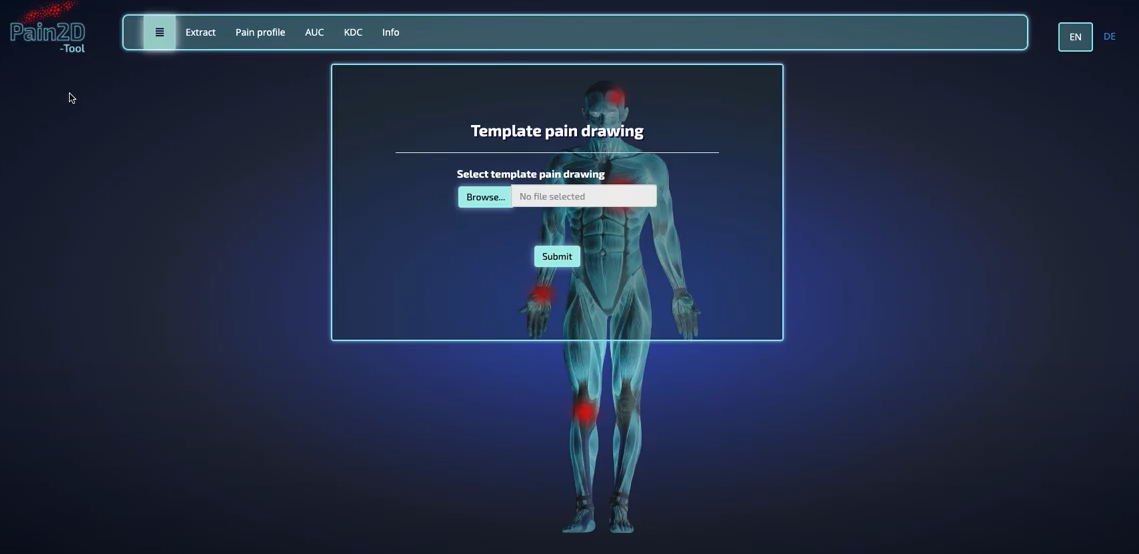 Pain2D
-Tool
Extract Pain profile AUC KDC Info
EN DE
Template pain drawing
Select template pain drawing
Browse... No file selected
Submit